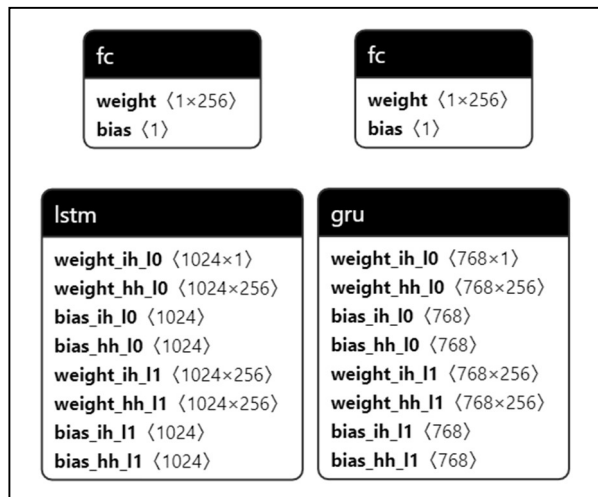 fc
weight 〈1×256〉
bias 〈1〉
fc
weight 〈1×256〉
bias 〈1〉
lstm
weight_ih_l0 〈1024×1〉
weight_hh_l0 〈1024×256〉
bias_ih_l0 〈1024〉
bias_hh_l0 〈1024〉
weight_ih_l1 〈1024×256〉
weight_hh_l1 〈1024×256〉
bias_ih_l1 〈1024〉
bias_hh_l1 〈1024〉
gru
weight_ih_l0 〈768×1〉
weight_hh_l0 〈768×256〉
bias_ih_l0 〈768〉
bias_hh_l0 〈768〉
weight_ih_l1 〈768×256〉
weight_hh_l1 〈768×256〉
bias_ih_l1 〈768〉
bias_hh_l1 〈768〉